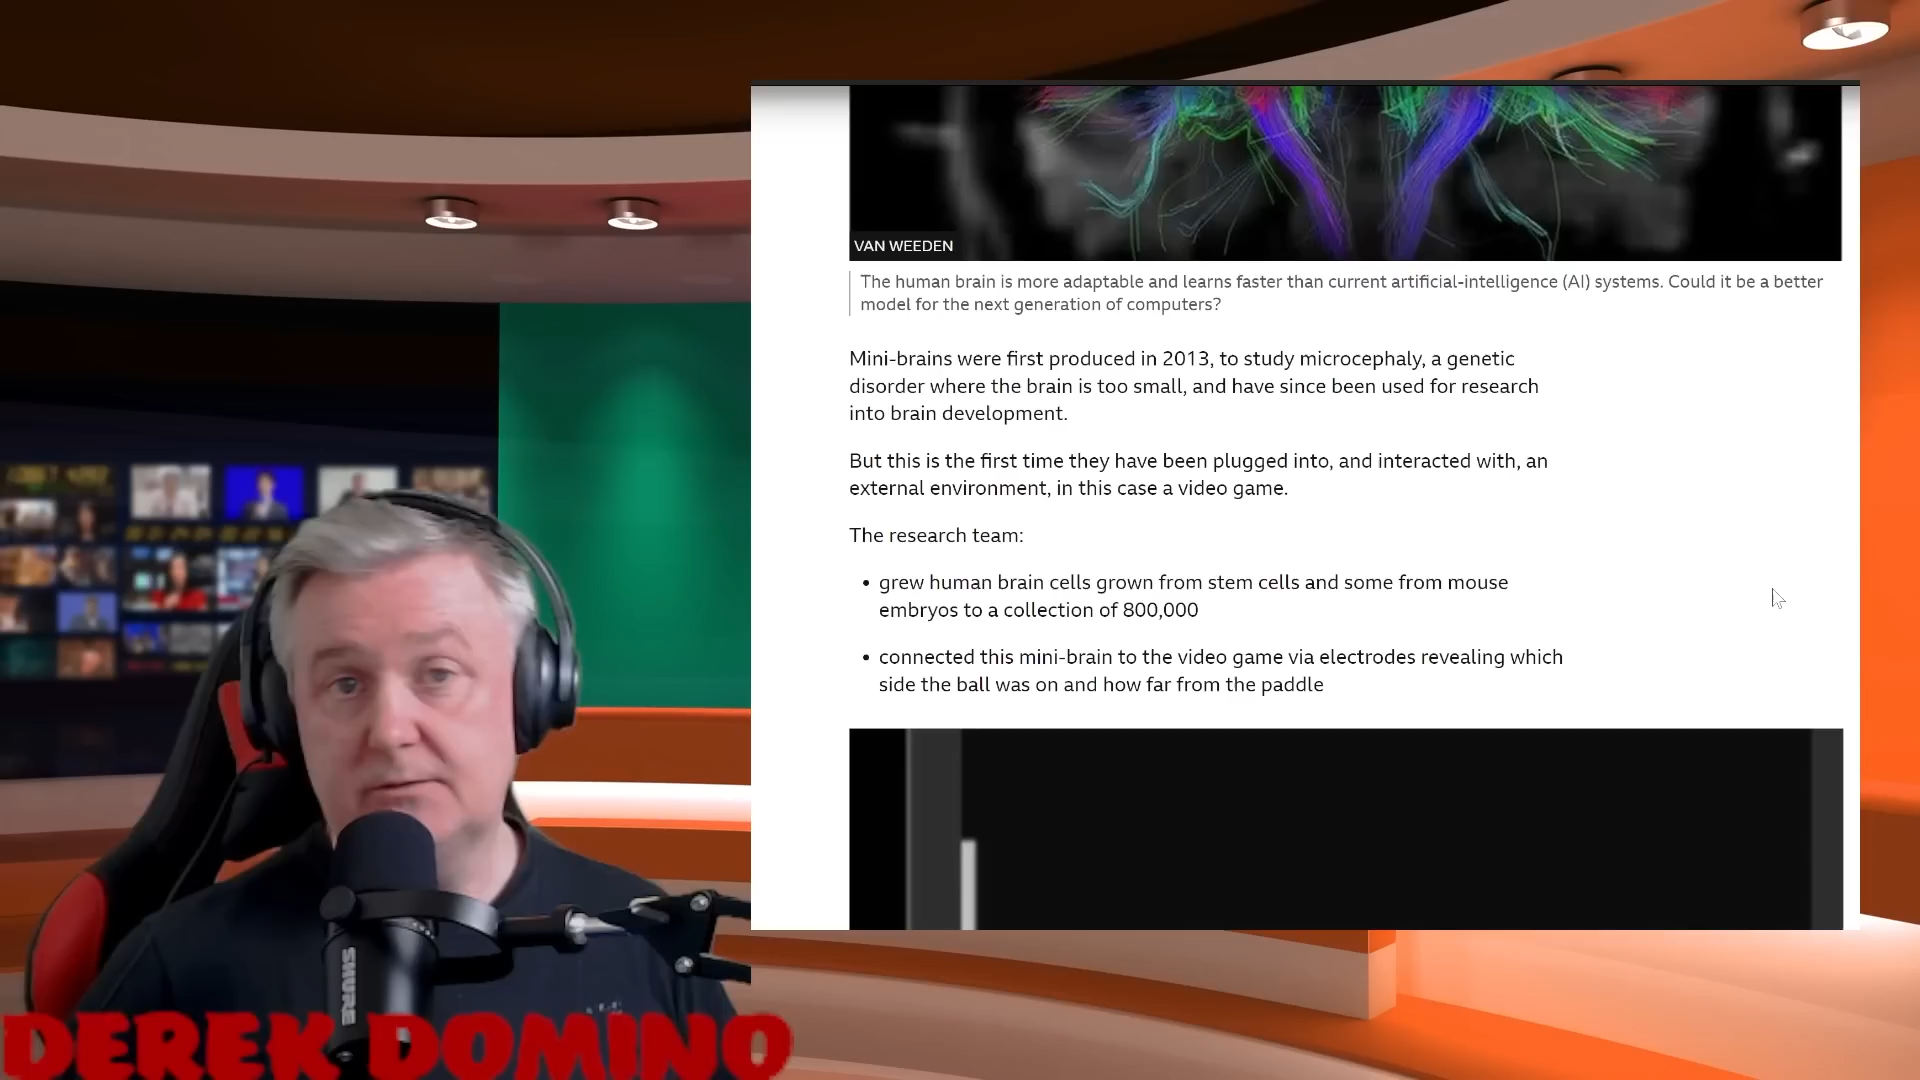 VAN WEEDEN
The human brain is more adaptable and learns faster than current artificial-intelligence (AI) systems. Could it be a better
model for the next generation of computers?
Mini-brains were first produced in 2013, to study microcephaly, a genetic
disorder where the brain is too small, and have since been used for research
into brain development.
But this is the first time they have been plugged into, and interacted with, an
external environment, in this case a video game.
The research team:
• grew human brain cells grown from stem cells and some from mouse
embryos to a collection of 800,000
• connected this mini-brain to the video game via electrodes revealing which
side the ball was on and how far from the paddle
SHURE
DEREK DOMINO